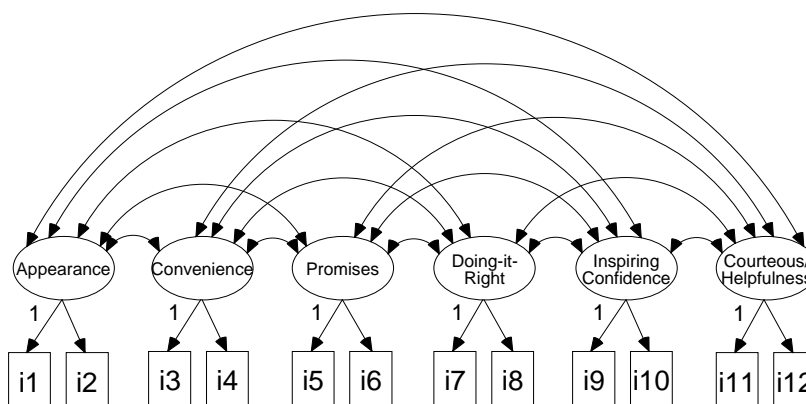 Appearance
Convenience
Promises
Doing-it-
Right
Inspiring
Confidence
Courteous/
Helpfulness
1
1
1
1
1
1
i1
i2
i3
i4
i5
i6
i7
i8
i9
i10
i11
i12